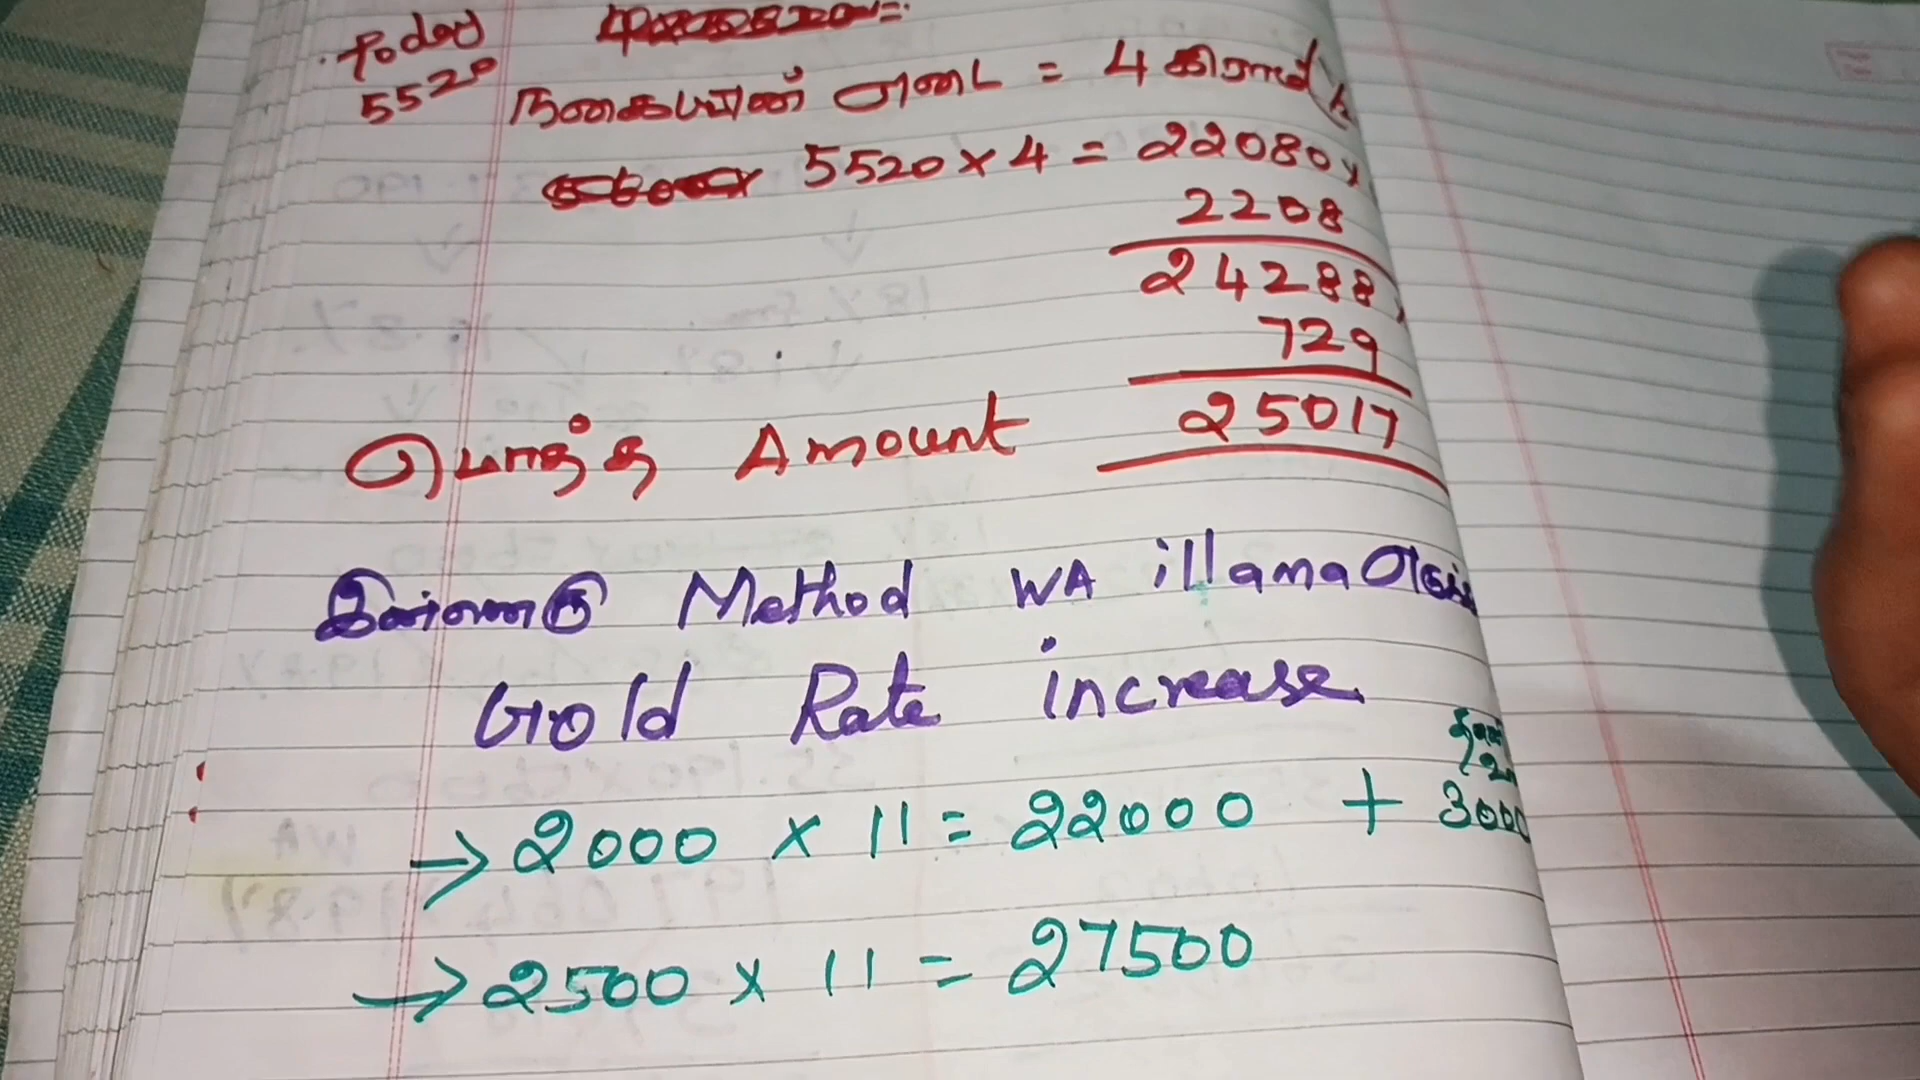 Today
5520
நகையின் எடை = 4 கிராம்
5520 x 4 = 22080
2208
24288
729
மொத்த Amount 25017
இன்னொரு Method WA illama
Gold Rate increase
→ 2000 x 11 = 22000 + 3000
→ 2500 x 11 = 27500